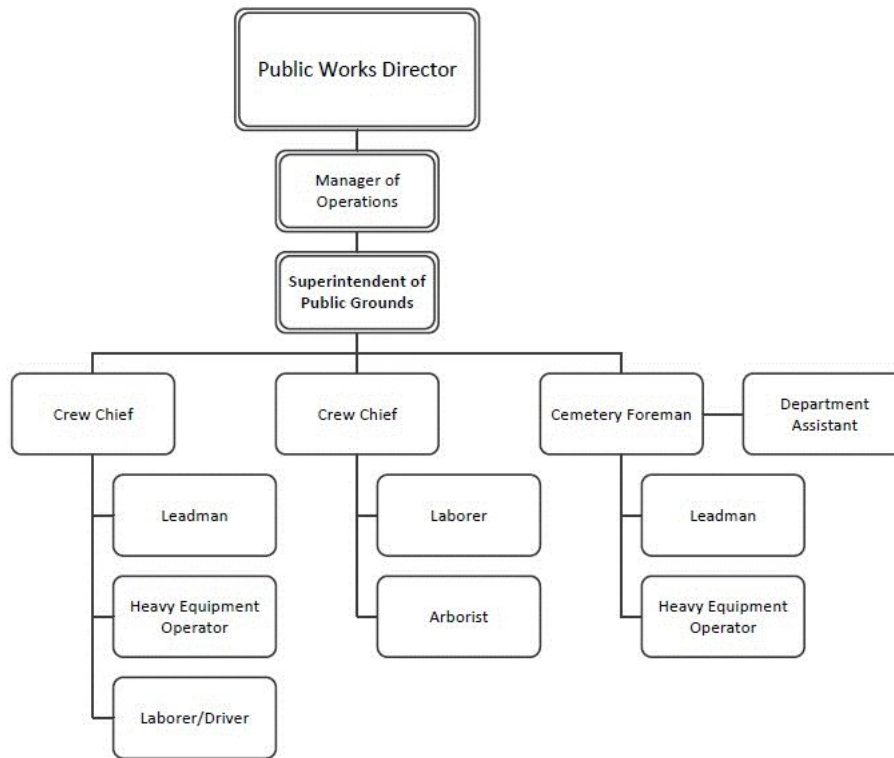 Public Works Director
Manager of
Operations
Superintendent of
Public Grounds
Crew Chief
Crew Chief
Cemetery Foreman
Department
Assistant
Leadman
Laborer
Leadman
Heavy Equipment
Operator
Arborist
Heavy Equipment
Operator
Laborer/Driver